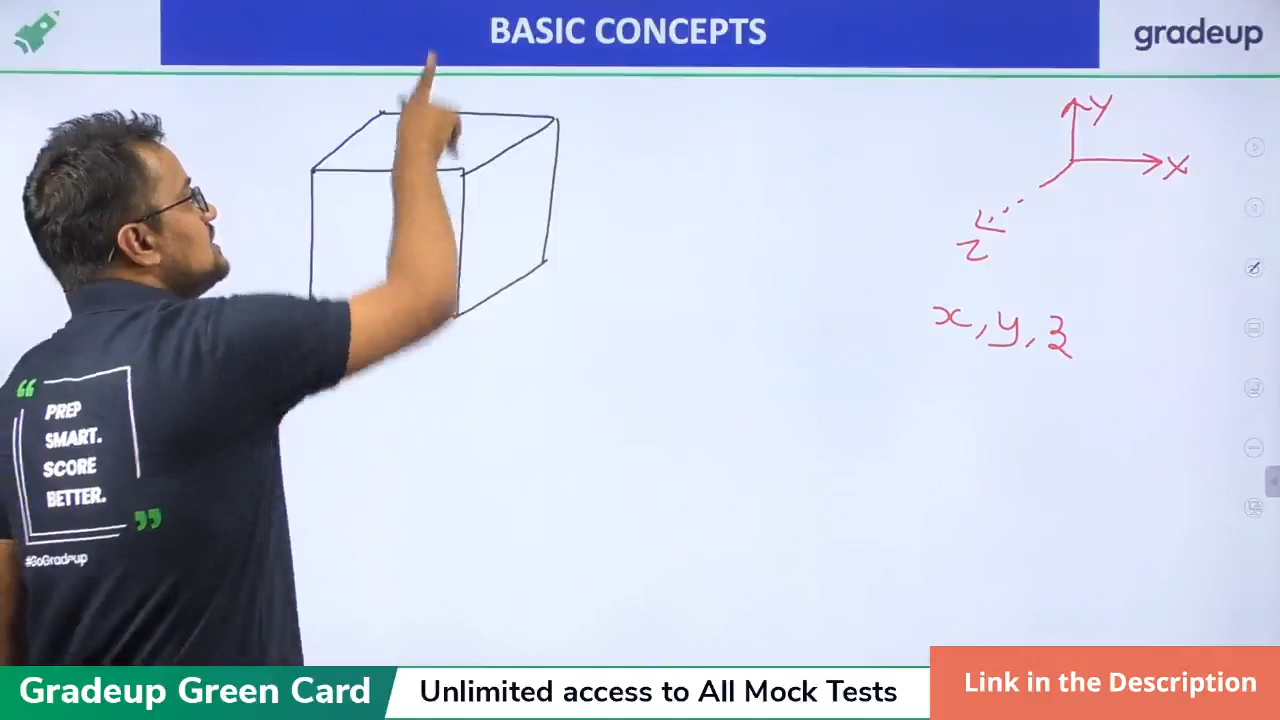 BASIC CONCEPTS
gradeup
Y
X
Z
x, y, z
“
PREP
SMART.
SCORE
BETTER.
”
#GoGradeup
Gradeup Green Card
Unlimited access to All Mock Tests
Link in the Description